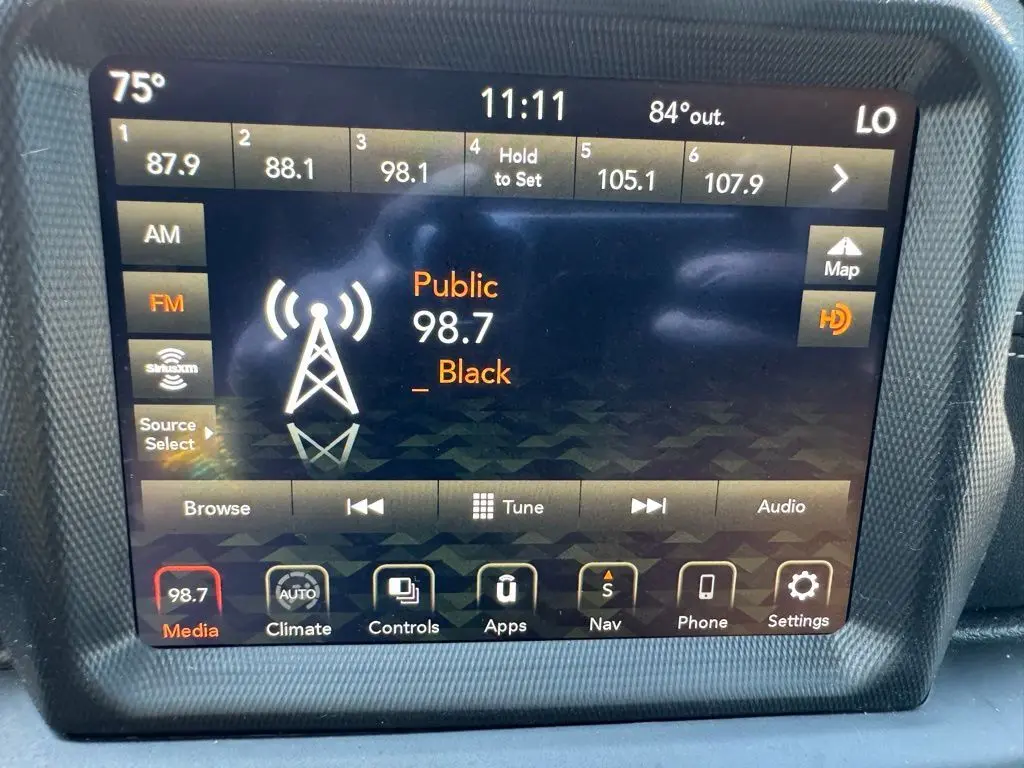 75° 11:11 84°out. LO
1 2 3 4 Hold 5 6
87.9 88.1 98.1 to Set 105.1 107.9
AM
Map
FM
Public
HD
98.7
SiriusXM
_ Black
Source
Select
Browse Tune Audio
98.7 AUTO u S
Media Climate Controls Apps Nav Phone Settings